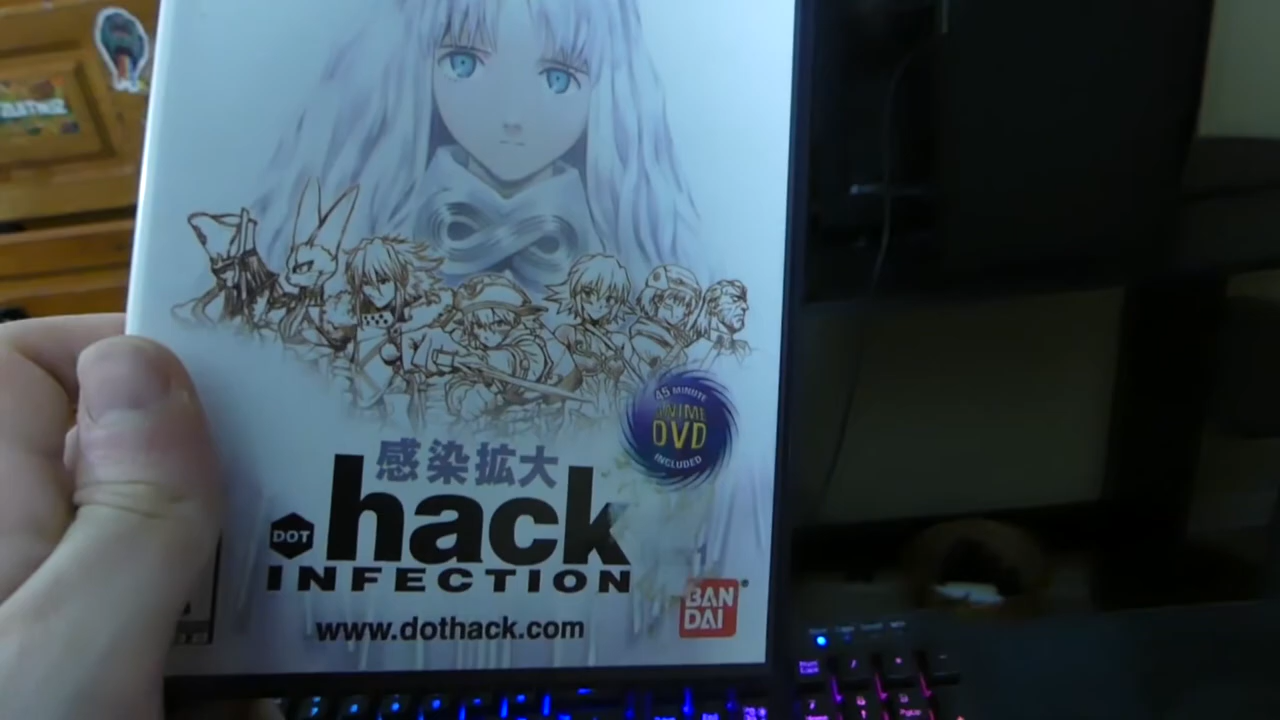 45 MINUTE
ANIME
DVD
INCLUDED
感染拡大
DOT
.hack
INFECTION
BAN
DAI
®
www.dothack.com